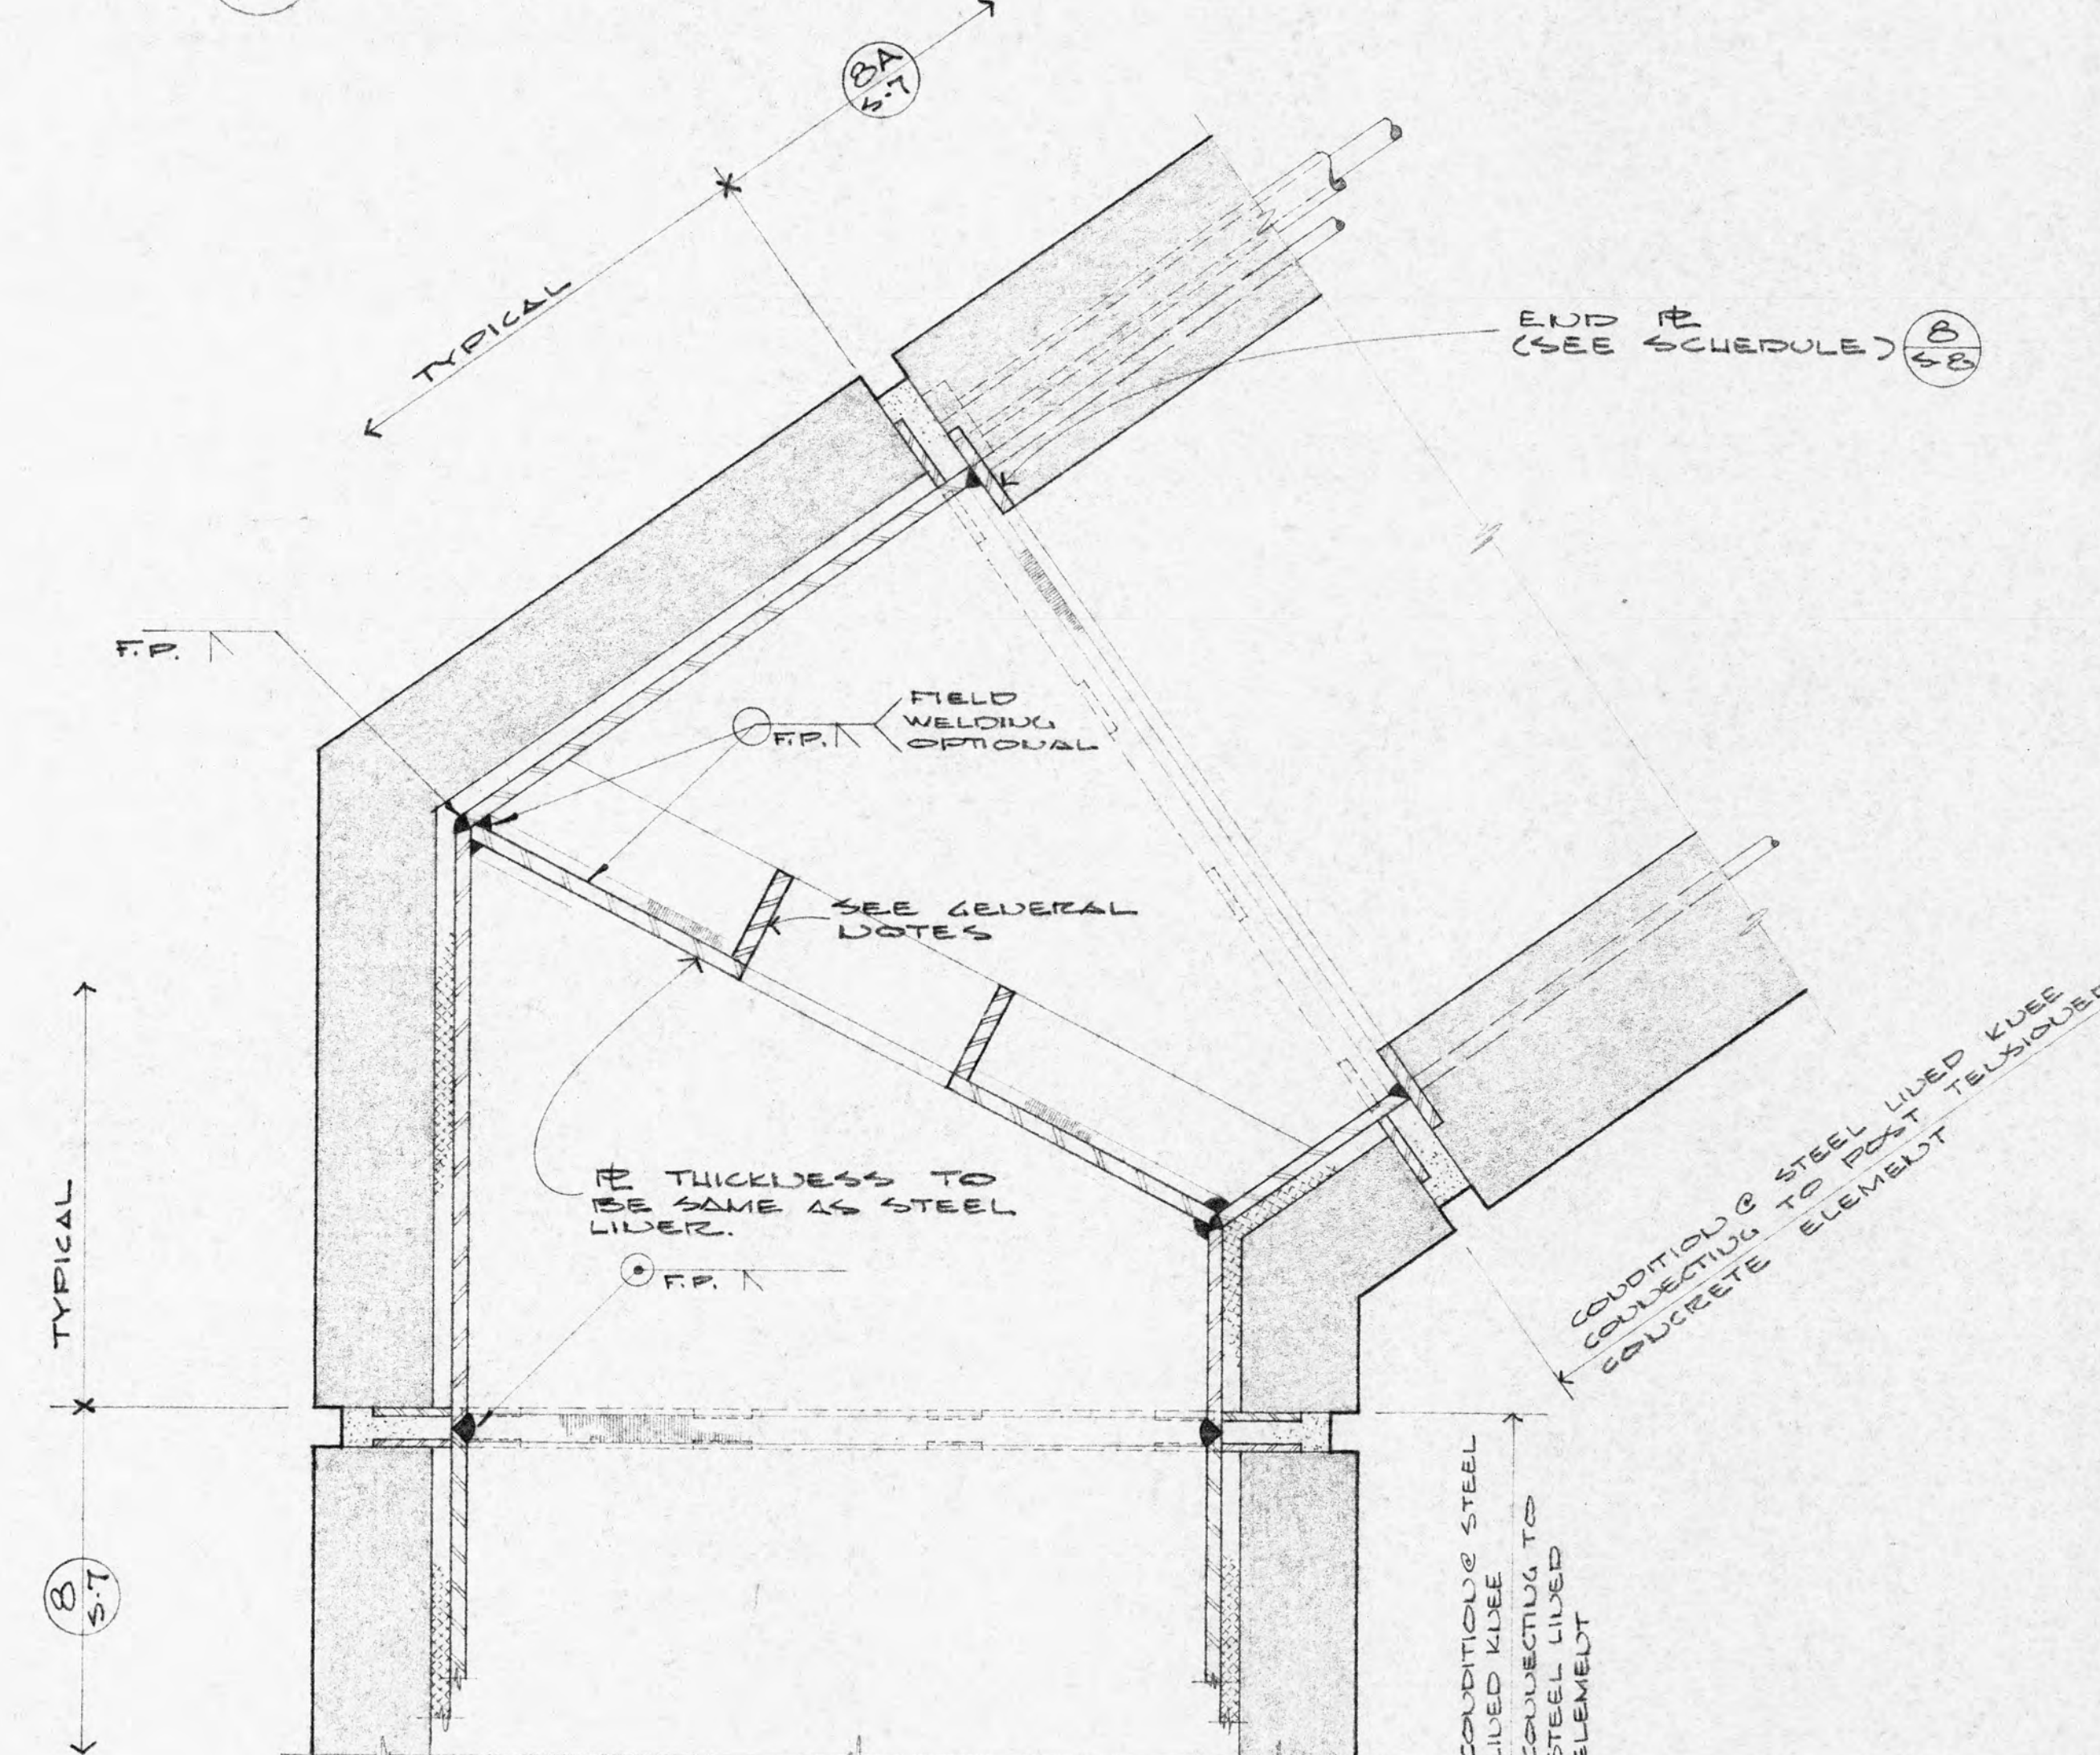 8A
S-7
TYPICAL
END ℄ 
(SEE SCHEDULE)
8
S-8
F.P.
F.P.
FIELD
WELDING
OPTIONAL
SEE GENERAL
NOTES
PL THICKNESS TO
BE SAME AS STEEL
LINER.
F.P.
TYPICAL
8
S-7
CONDITION @ STEEL LINED KNEE
CONNECTING TO POST TENSIONED
CONCRETE ELEMENT
CONDITION @ STEEL
LINED KNEE
CONNECTING TO
STEEL LINED
ELEMENT